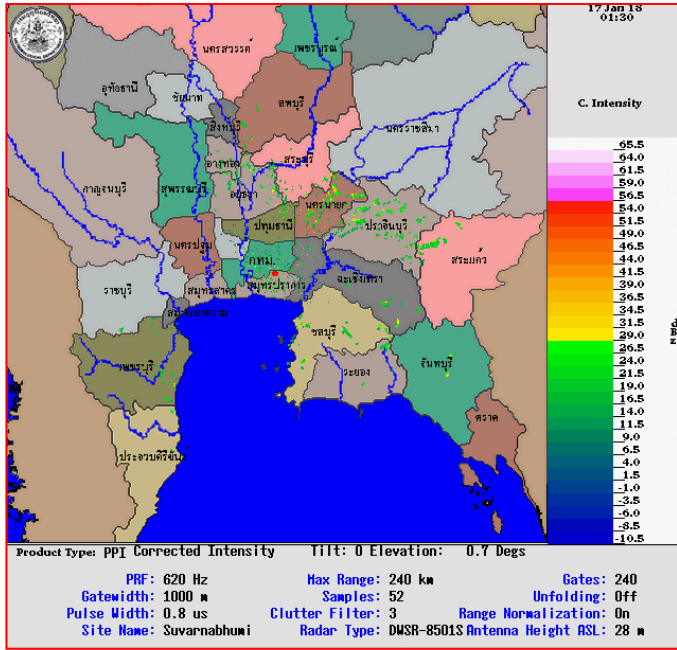 17 Jan 18
01:30
C. Intensity
นครสวรรค์
เพชรบูรณ์
อุทัยธานี
ชัยนาท
ลพบุรี
สิงห์บุรี
นครราชสีมา
อ่างทอง
สระบุรี
กาญจนบุรี
สุพรรณบุรี
อยุธยา
นครนายก
ปทุมธานี
ปราจีนบุรี
นครปฐม
สระแก้ว
กทม.
ฉะเชิงเทรา
ราชบุรี
สมุทรสาคร
สมุทรปราการ
สมุทรสงคราม
ชลบุรี
เพชรบุรี
ระยอง
จันทบุรี
ตราด
ประจวบคีรีขันธ์
65.5
64.0
61.5
59.0
56.5
54.0
51.5
49.0
46.5
44.0
41.5
39.0
36.5
34.0
31.5
29.0
26.5
24.0
21.5
19.0
16.5
14.0
11.5
9.0
6.5
4.0
1.5
-1.0
-3.5
-6.0
-8.5
-10.5
Product Type: PPI Corrected Intensity Tilt: 0 Elevation: 0.7 Degs
PRF: 620 Hz Max Range: 240 km Gates: 240
Gatewidth: 1000 m Samples: 52 Unfolding: Off
Pulse Width: 0.8 us Clutter Filter: 3 Range Normalization: On
Site Name: Suvarnabhumi Radar Type: DWSR-8501S Antenna Height ASL: 28 m